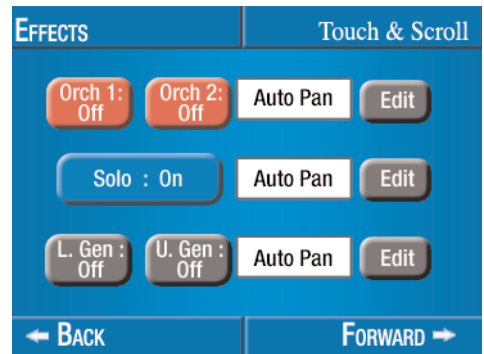 EFFECTS Touch & Scroll
Orch 1: Off Orch 2: Off Auto Pan Edit
Solo : On Auto Pan Edit
L. Gen : Off U. Gen : Off Auto Pan Edit
BACK FORWARD